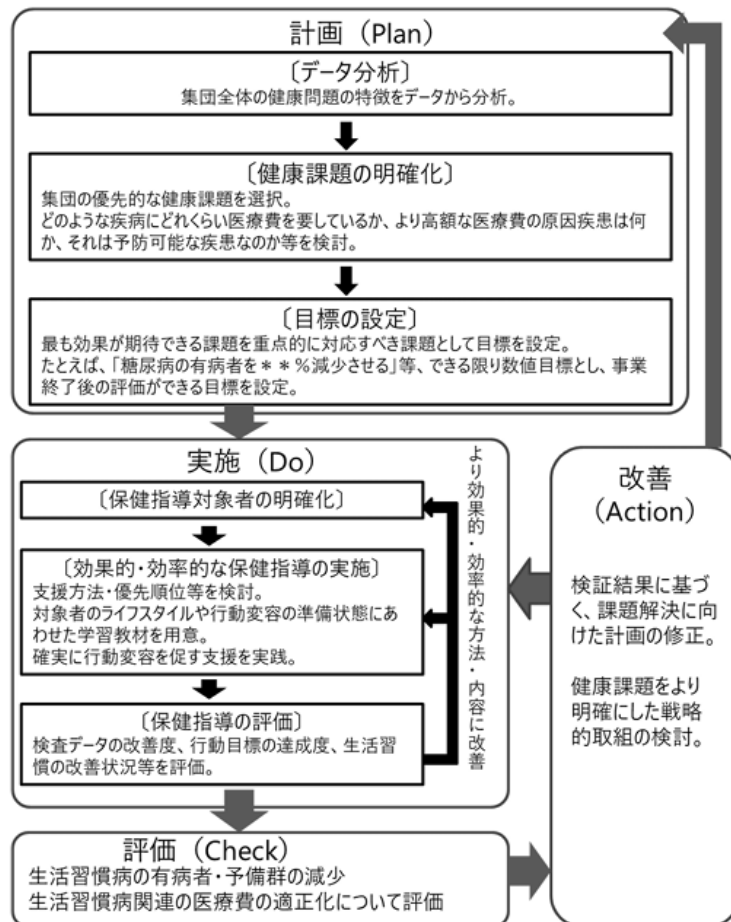 計画（Plan）
〔データ分析〕
集団全体の健康問題の特徴をデータから分析。
〔健康課題の明確化〕
集団の優先的な健康課題を選択。
どのような疾病にどれくらい医療費を要しているか、より高額な医療費の原因疾患は何
か、それは予防可能な疾患なのか等を検討。
〔目標の設定〕
最も効果が期待できる課題を重点的に対応すべき課題として目標を設定。
たとえば、「糖尿病の有病者を＊＊％減少させる」等、できる限り数値目標とし、事業
終了後の評価ができる目標を設定。
実施（Do）
〔保健指導対象者の明確化〕
〔効果的・効率的な保健指導の実施〕
支援方法・優先順位等を検討。
対象者のライフスタイルや行動変容の準備状態にあ
わせた学習教材を用意。
確実に行動変容を促す支援を実践。
〔保健指導の評価〕
検査データの改善度、行動目標の達成度、生活習
慣の改善状況等を評価。
より効果的・効率的な方法・内容に改善
評価（Check）
生活習慣病の有病者・予備群の減少
生活習慣病関連の医療費の適正化について評価
改善
（Action）
検証結果に基づ
く、課題解決に向
けた計画の修正。
健康課題をより
明確にした戦略
的取組の検討。